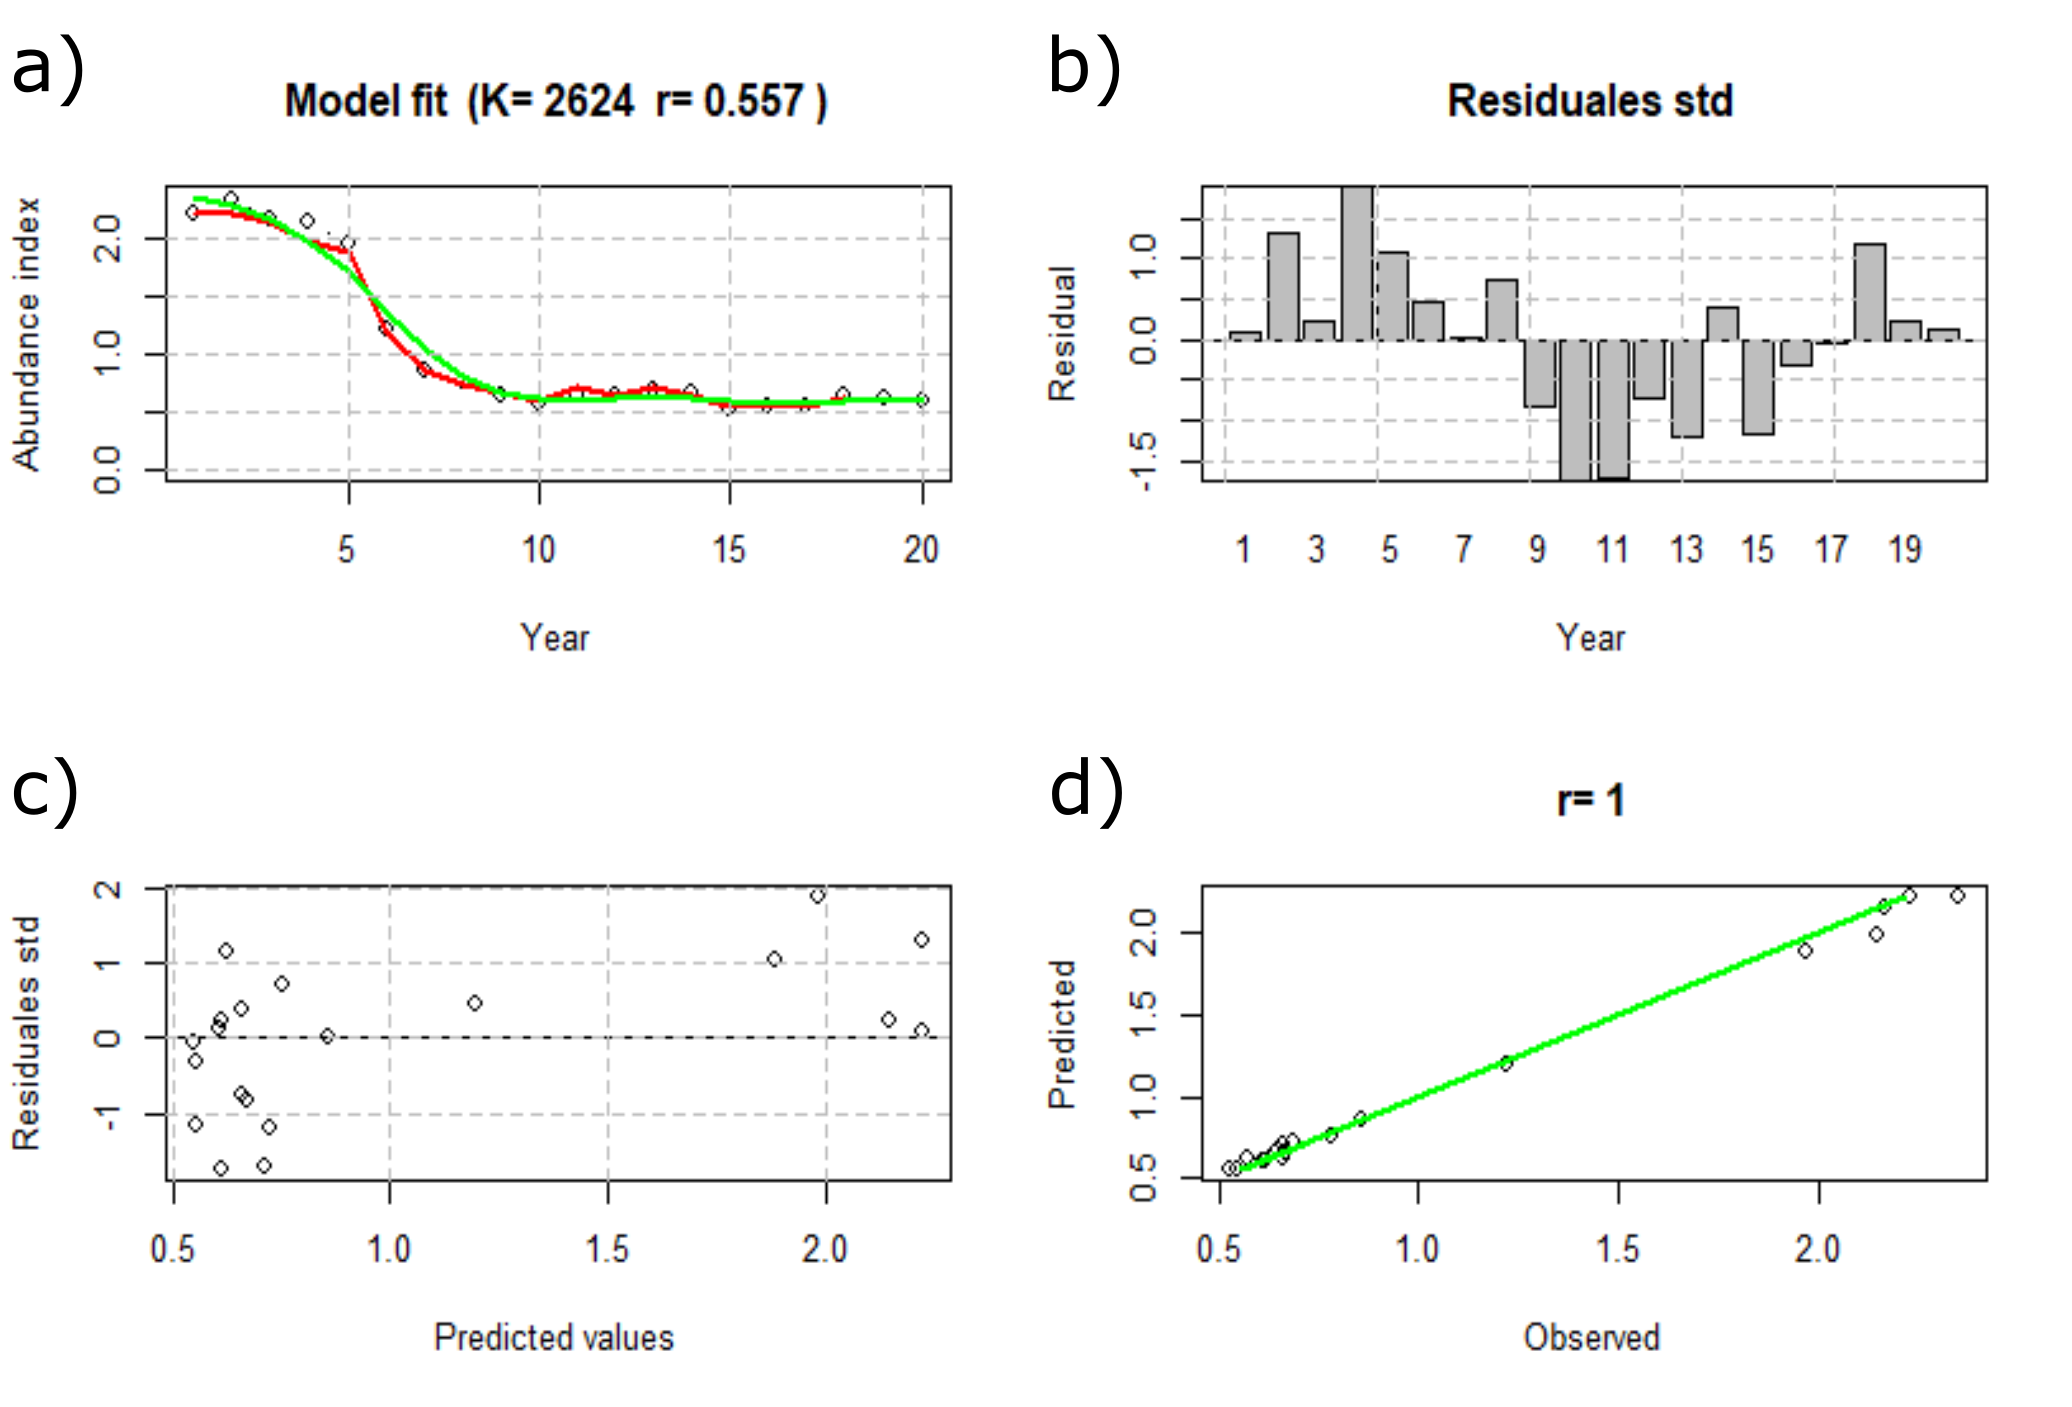 a)
Model fit (K= 2624 r= 0.557 )
Abundance index
2.0
1.0
0.0
5 10 15 20
Year
b)
Residuales std
Residual
1.0
0.0
-1.5
1 3 5 7 9 11 13 15 17 19
Year
c)
Residuales std
2
1
0
-1
0.5 1.0 1.5 2.0
Predicted values
d)
r= 1
Predicted
2.0
1.5
1.0
0.5
0.5 1.0 1.5 2.0
Observed